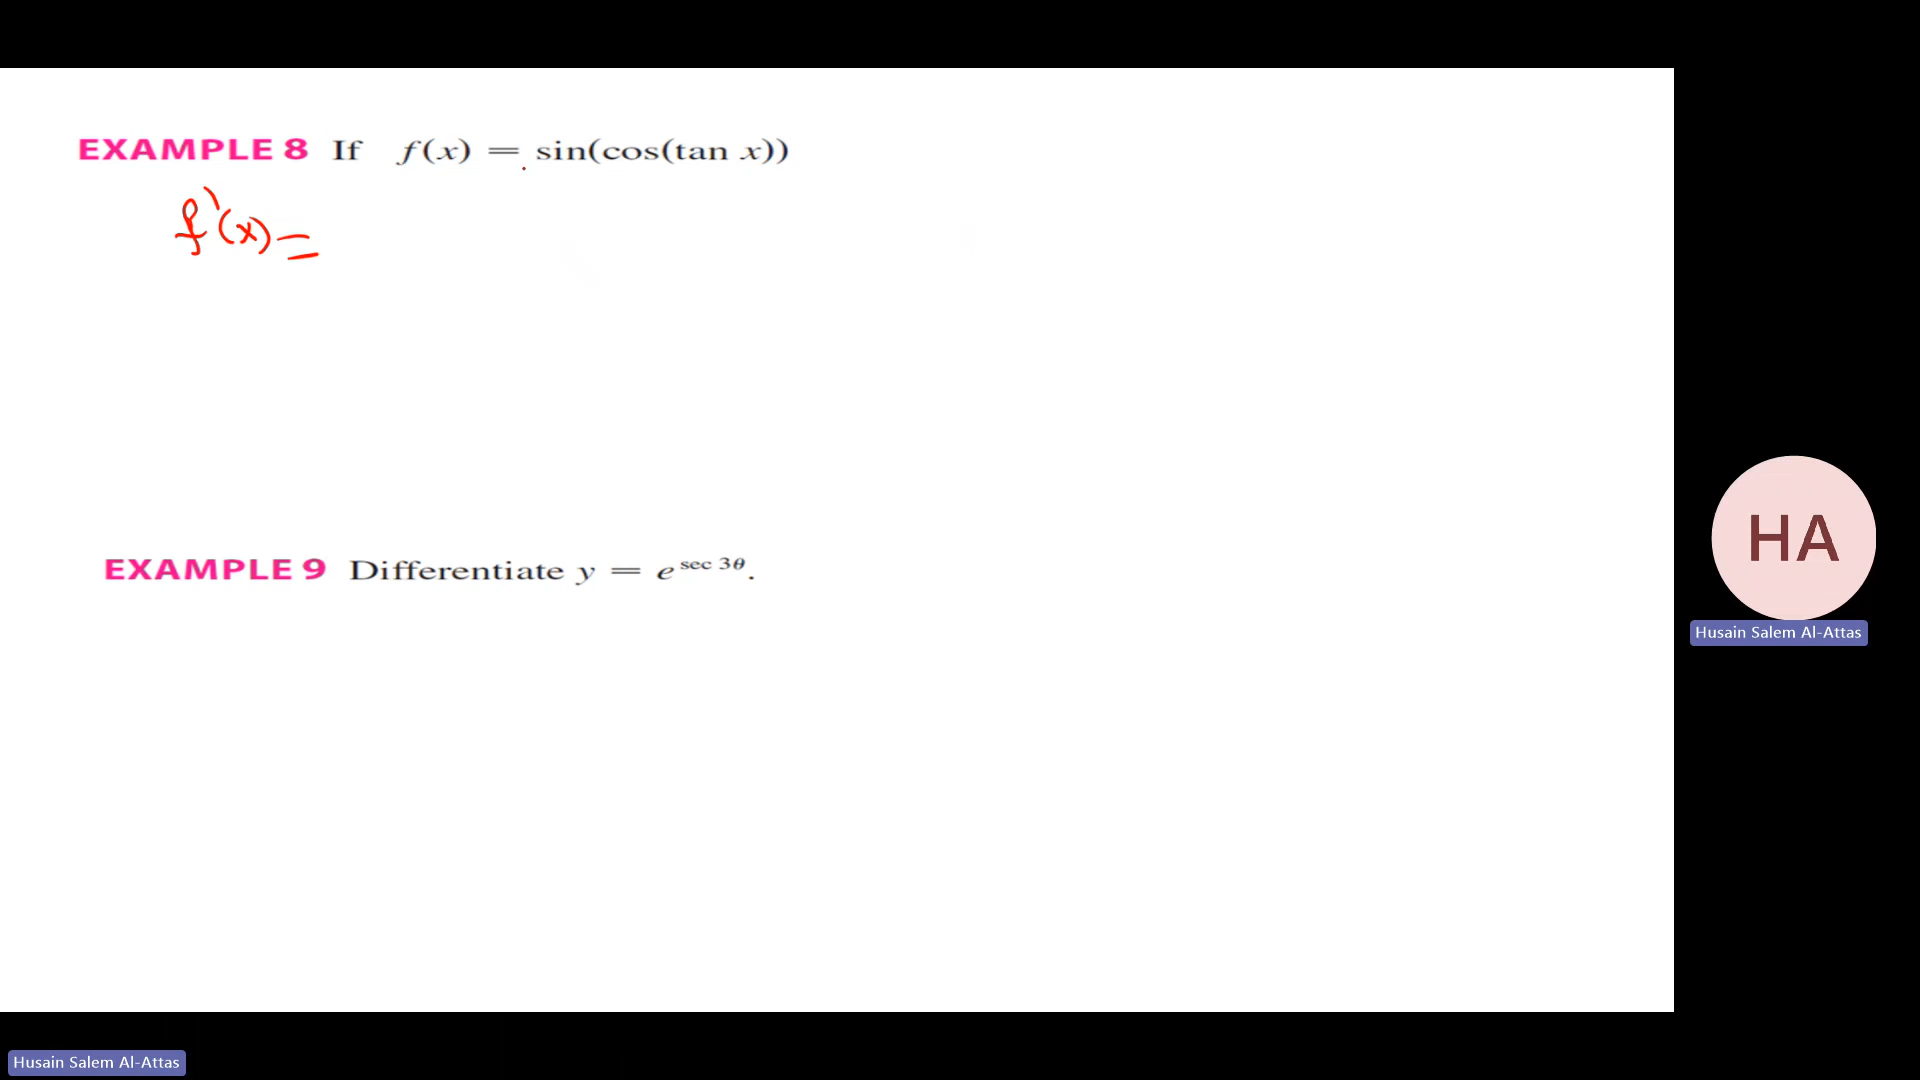 EXAMPLE 8 If f(x) = sin(cos(tan x))
f'(x) =
EXAMPLE 9 Differentiate y = e^{sec 3θ}.
HA
Husain Salem Al-Attas
Husain Salem Al-Attas